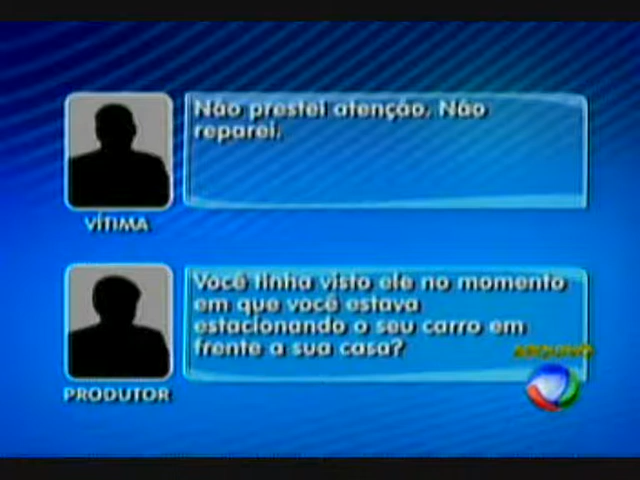 Não prestei atenção. Não
reparei.
VÍTIMA
Você tinha visto ele no momento
em que você estava
estacionando o seu carro em
frente a sua casa?
ARQUIVO
PRODUTOR